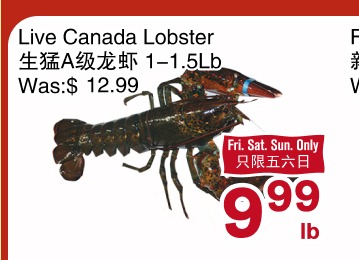 Live Canada Lobster
生猛A级龙虾 1-1.5Lb
Was:$ 12.99
Fri. Sat. Sun. Only
只限五六日
9.99
lb